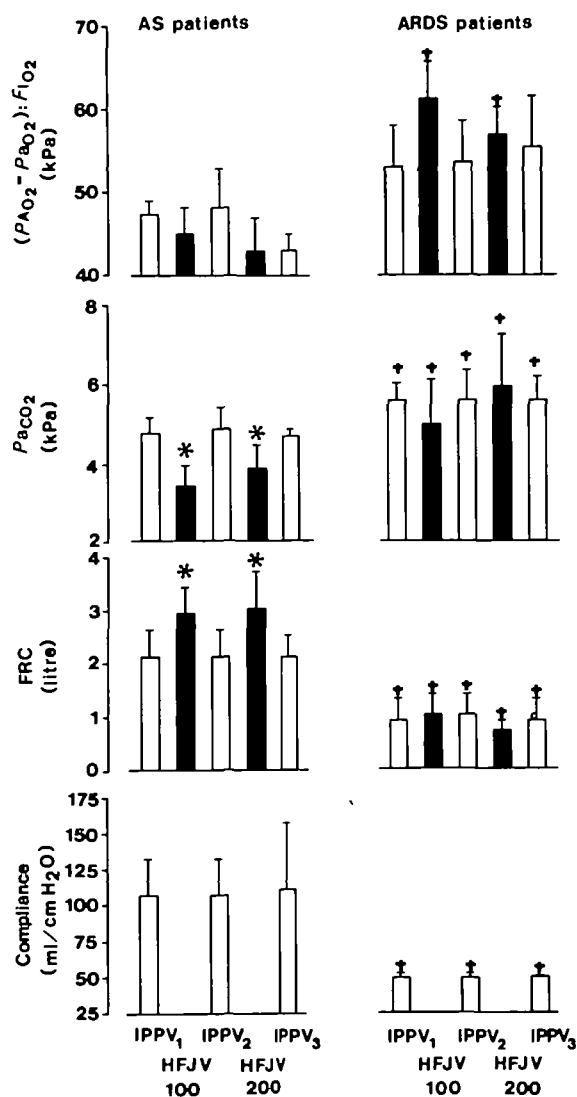 AS patients
ARDS patients
(PAO2 - PaO2) : FIO2
(kPa)
70
60
50
40
‡
‡
PaCO2
(kPa)
8
6
4
2
*
*
+
+
+
+
+
FRC
(litre)
4
3
2
1
0
*
*
+
+
+
+
+
Compliance
(ml/cm H2O)
175
150
125
100
75
50
25
+
+
+
IPPV1 IPPV2 IPPV3
HFJV HFJV
100 200
IPPV1 IPPV2 IPPV3
HFJV HFJV
100 200